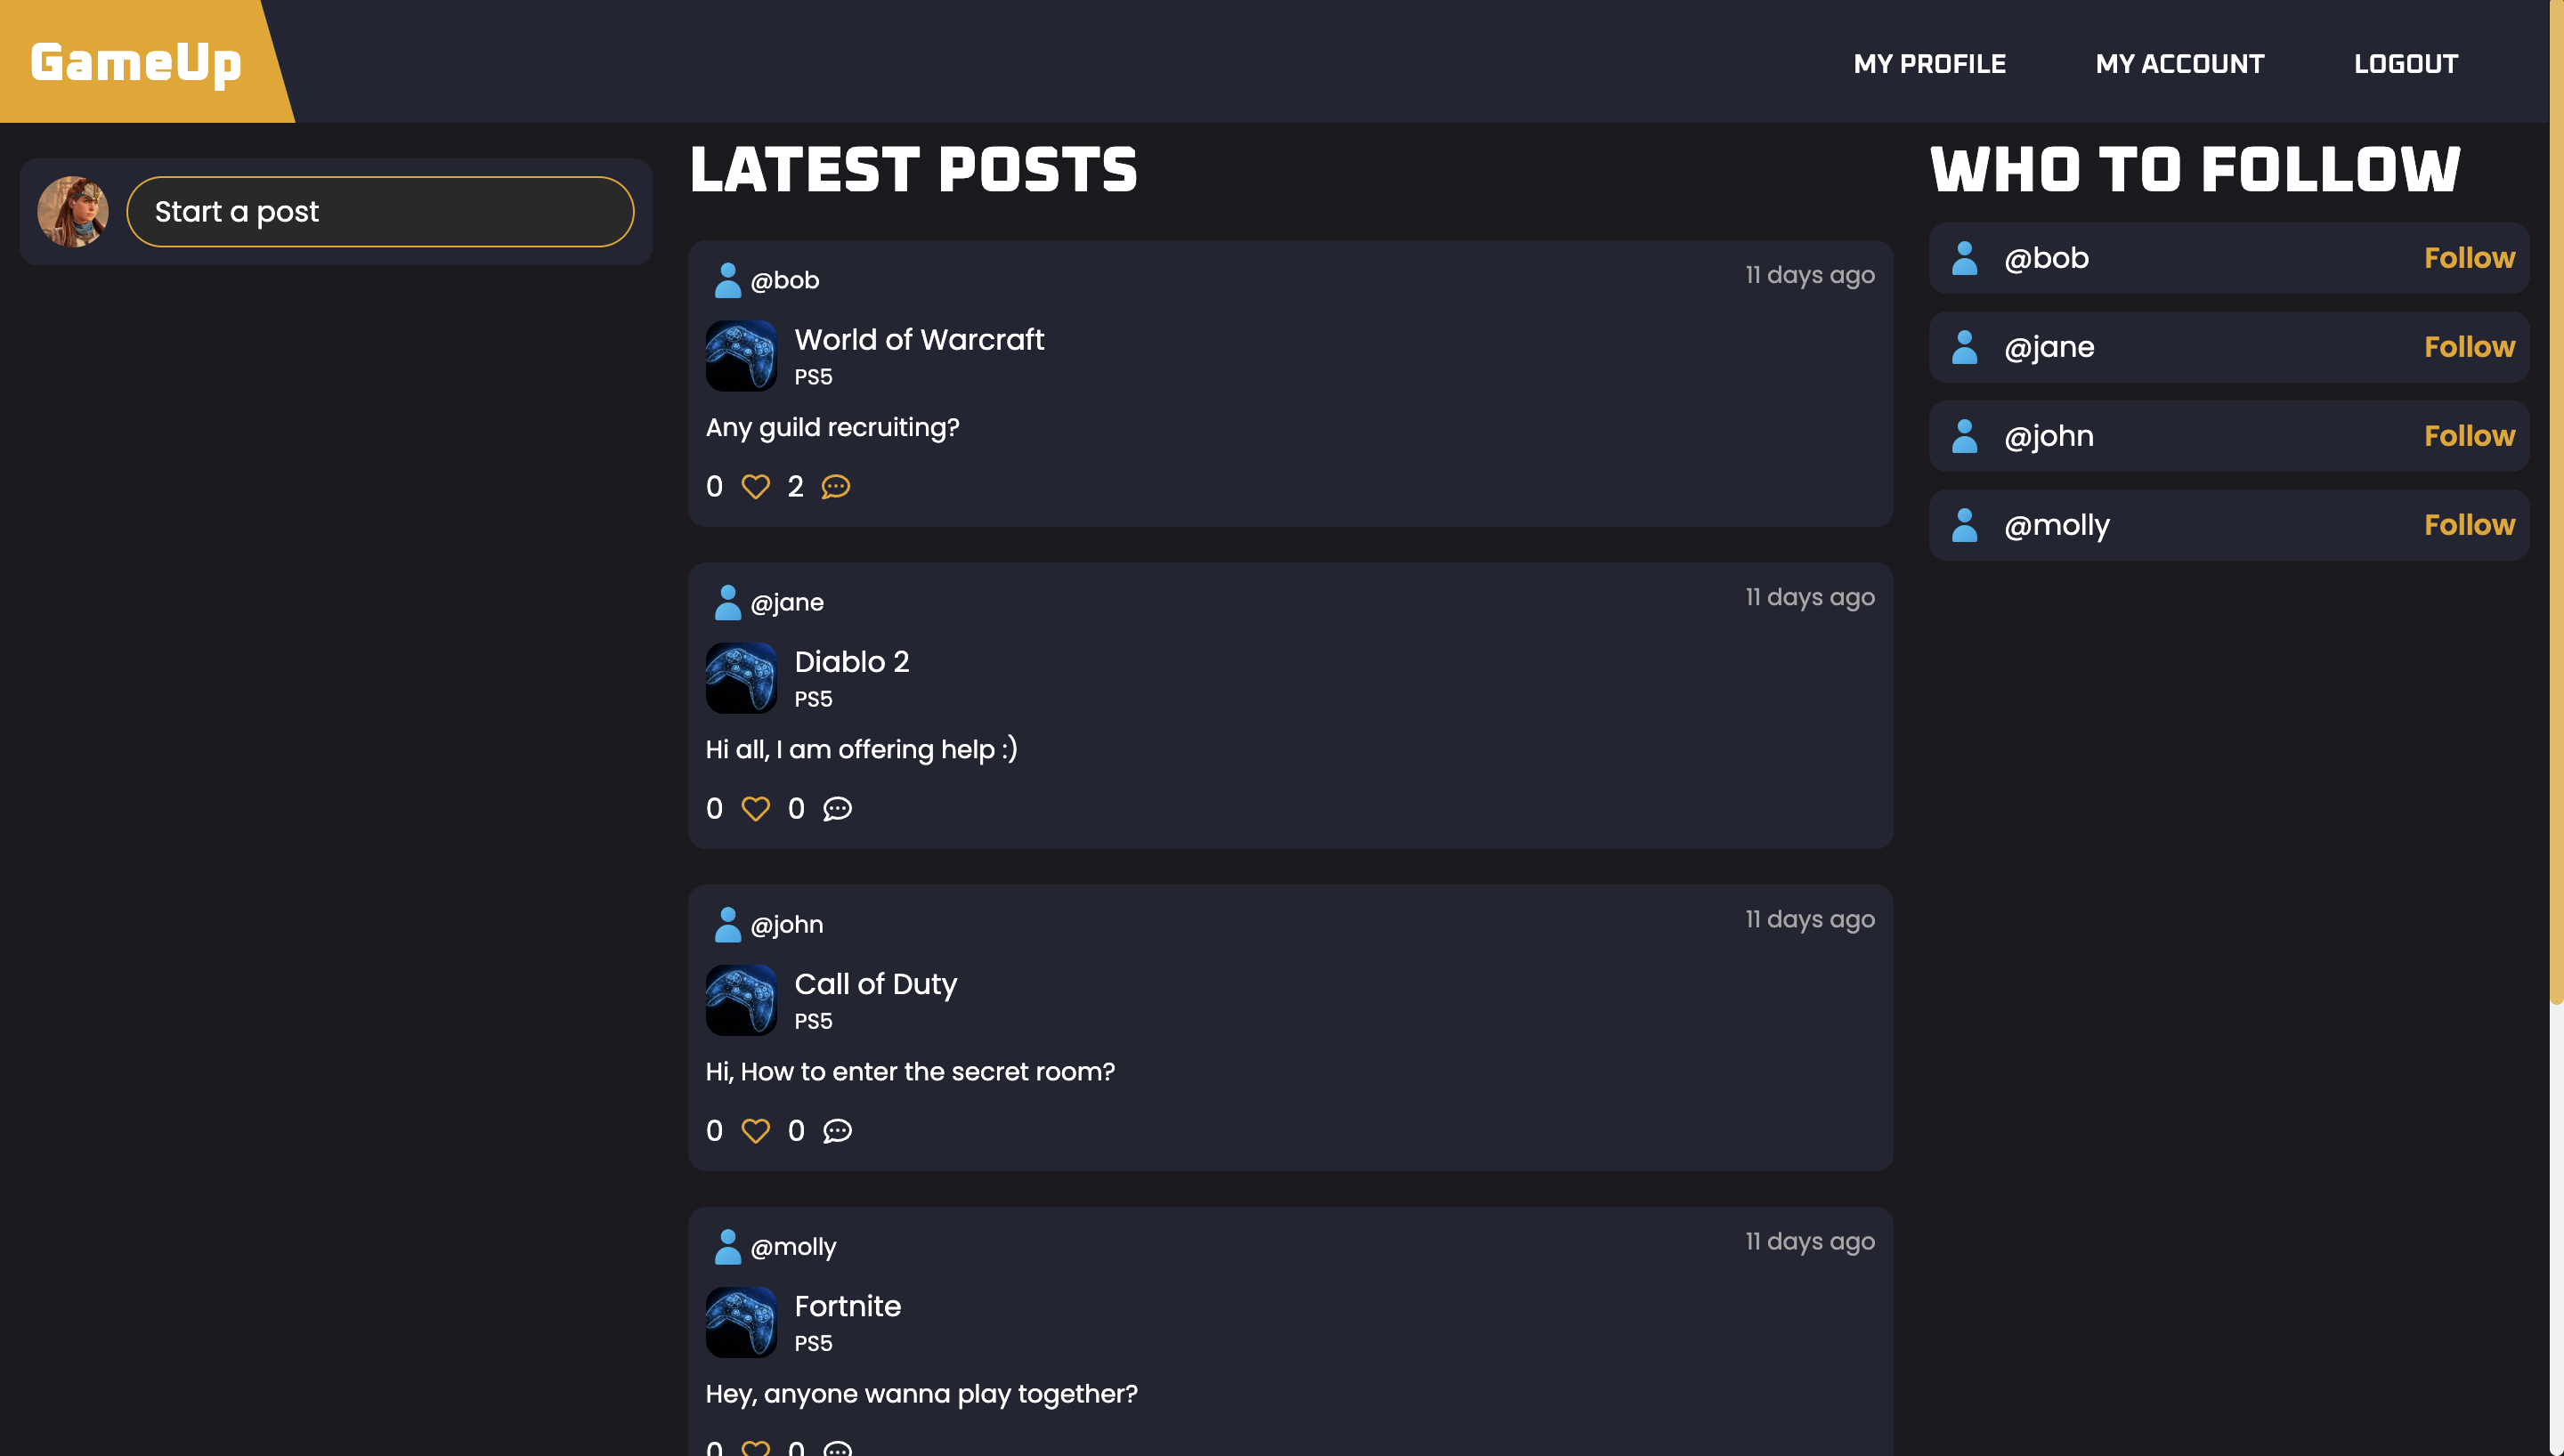 GameUp
MY PROFILE
MY ACCOUNT
LOGOUT
Start a post
LATEST POSTS
@bob
11 days ago
World of Warcraft
PS5
Any guild recruiting?
0 2
@jane
11 days ago
Diablo 2
PS5
Hi all, I am offering help :)
0 0
@john
11 days ago
Call of Duty
PS5
Hi, How to enter the secret room?
0 0
@molly
11 days ago
Fortnite
PS5
Hey, anyone wanna play together?
0 0
WHO TO FOLLOW
@bob Follow
@jane Follow
@john Follow
@molly Follow